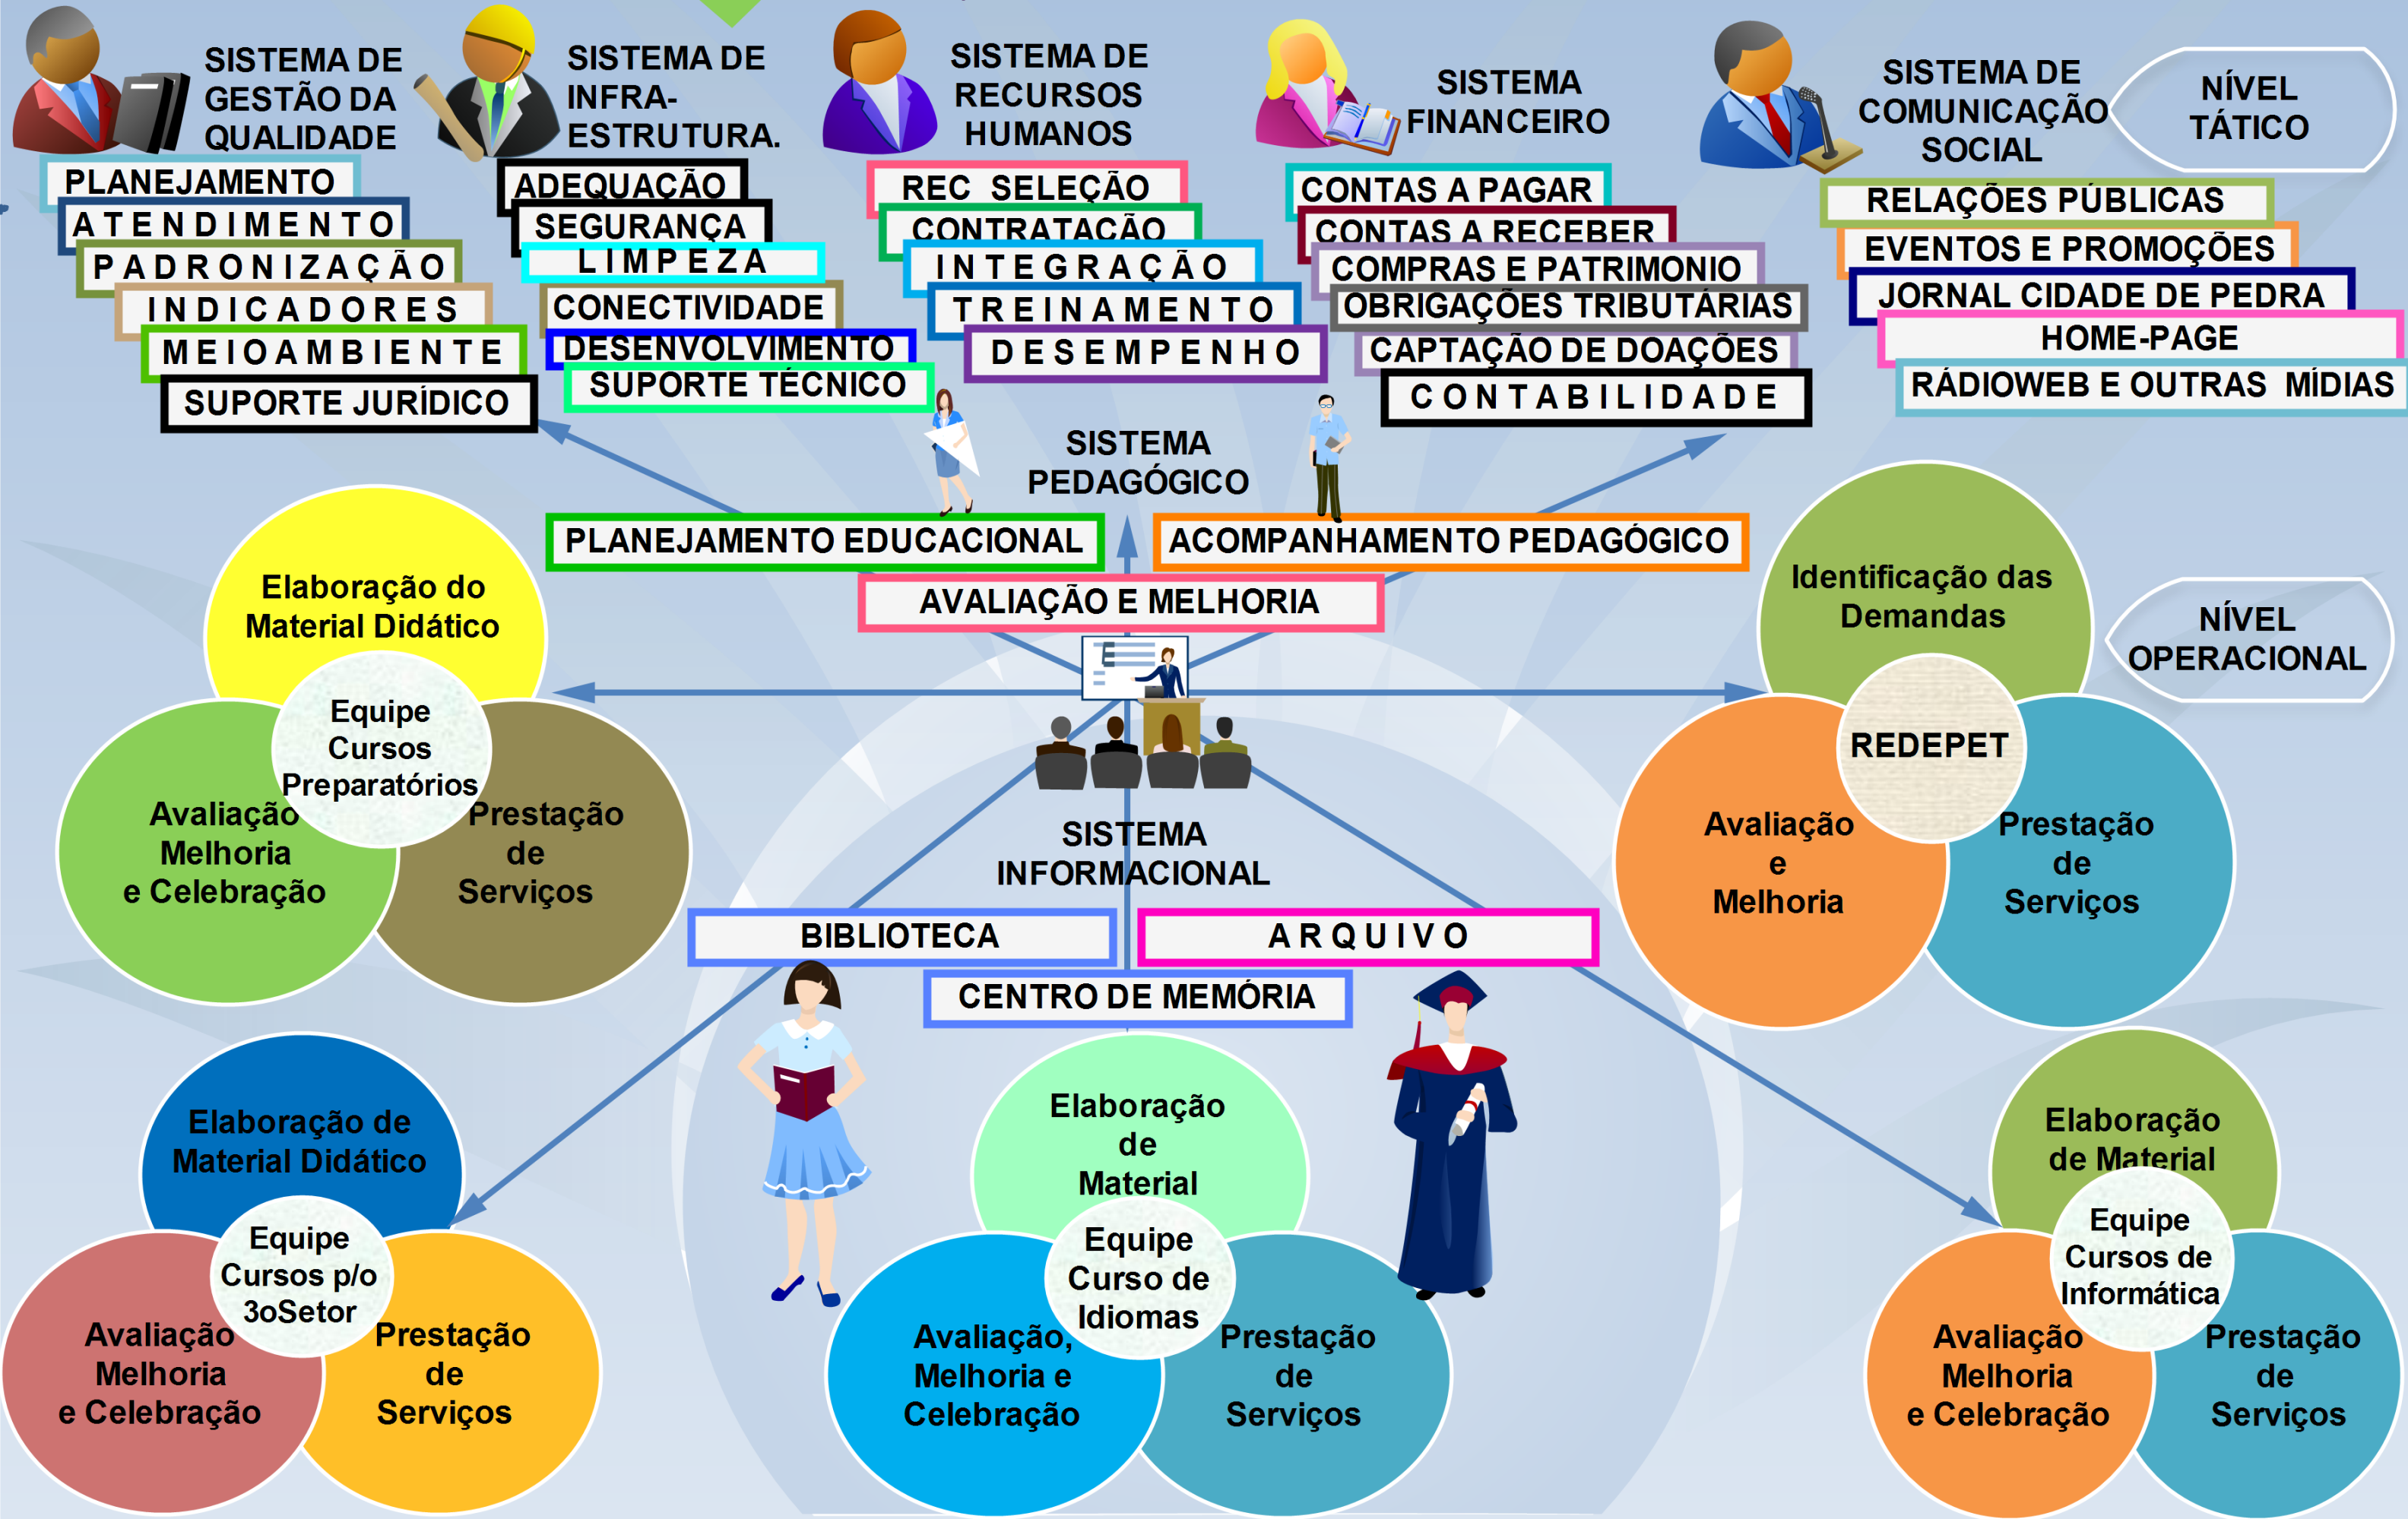 SISTEMA DE
GESTÃO DA
QUALIDADE
PLANEJAMENTO
ATENDIMENTO
PADRONIZAÇÃO
INDICADORES
MEIOAMBIENTE
SUPORTE JURÍDICO
SISTEMA DE
INFRA-
ESTRUTURA.
ADEQUAÇÃO
SEGURANÇA
LIMPEZA
CONECTIVIDADE
DESENVOLVIMENTO
SUPORTE TÉCNICO
SISTEMA DE
RECURSOS
HUMANOS
REC SELEÇÃO
CONTRATAÇÃO
INTEGRAÇÃO
TREINAMENTO
DESEMPENHO
SISTEMA
FINANCEIRO
CONTAS A PAGAR
CONTAS A RECEBER
COMPRAS E PATRIMONIO
OBRIGAÇÕES TRIBUTÁRIAS
CAPTAÇÃO DE DOAÇÕES
CONTABILIDADE
SISTEMA DE
COMUNICAÇÃO
SOCIAL
RELAÇÕES PÚBLICAS
EVENTOS E PROMOÇÕES
JORNAL CIDADE DE PEDRA
HOME-PAGE
RÁDIOWEB E OUTRAS MÍDIAS
NÍVEL
TÁTICO
SISTEMA
PEDAGÓGICO
PLANEJAMENTO EDUCACIONAL
ACOMPANHAMENTO PEDAGÓGICO
AVALIAÇÃO E MELHORIA
Elaboração do
Material Didático
Equipe
Cursos
Preparatórios
Avaliação
Melhoria
e Celebração
Prestação
de
Serviços
Identificação das
Demandas
REDEPET
Avaliação
e
Melhoria
Prestação
de
Serviços
NÍVEL
OPERACIONAL
SISTEMA
INFORMACIONAL
BIBLIOTECA
ARQUIVO
CENTRO DE MEMÓRIA
Elaboração de
Material Didático
Equipe
Cursos p/o
3oSetor
Avaliação
Melhoria
e Celebração
Prestação
de
Serviços
Elaboração
de
Material
Equipe
Curso de
Idiomas
Avaliação,
Melhoria e
Celebração
Prestação
de
Serviços
Elaboração
de Material
Equipe
Cursos de
Informática
Avaliação
Melhoria
e Celebração
Prestação
de
Serviços